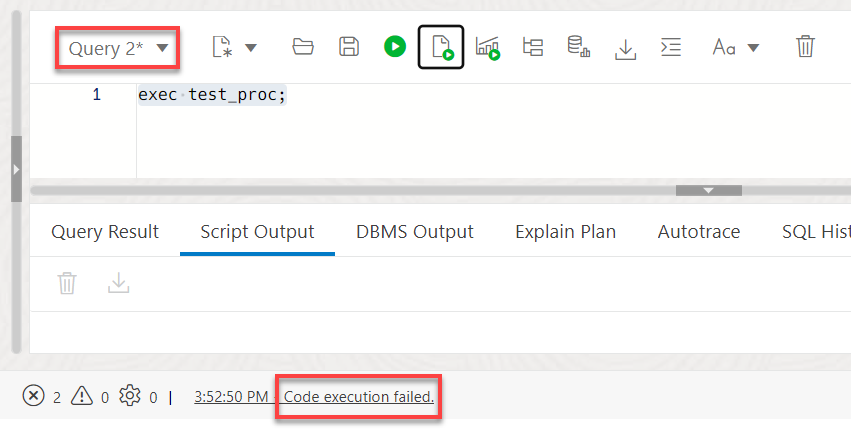 Query 2*
Aa
1 exec test_proc;
Query Result Script Output DBMS Output Explain Plan Autotrace SQL Hist
2 0 0 | 3:52:50 PM - Code execution failed.